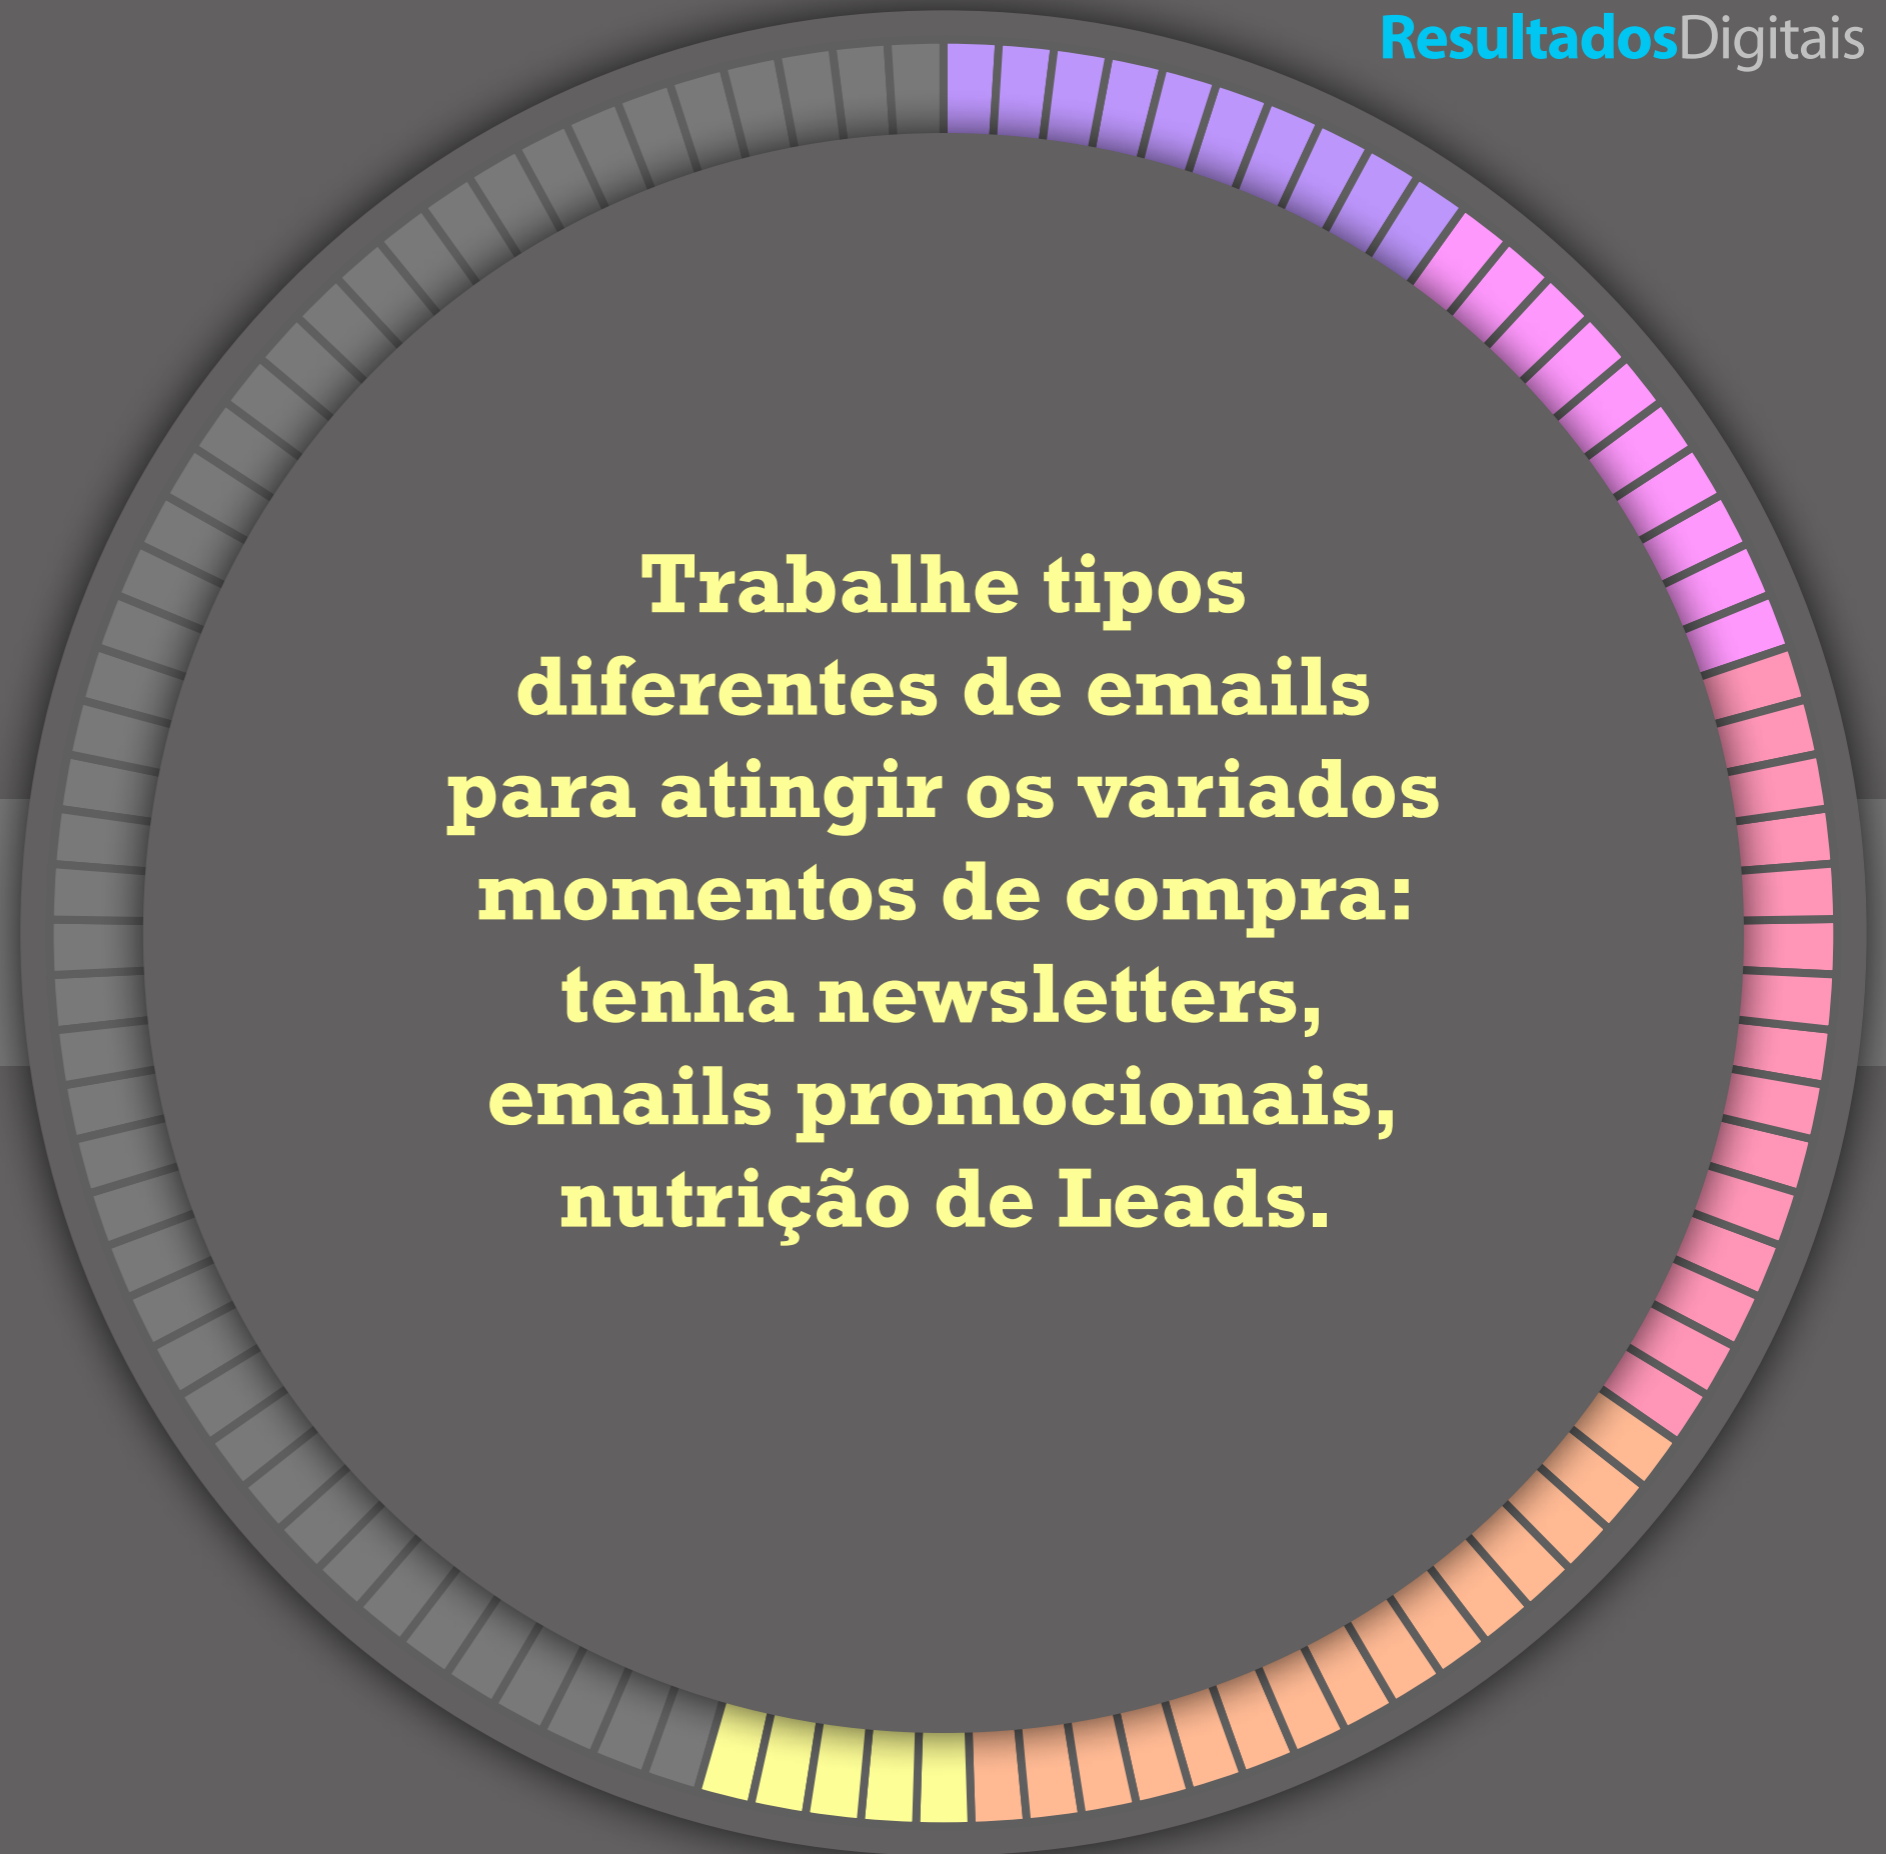 ResultadosDigitais
Trabalhe tipos
diferentes de emails
para atingir os variados
momentos de compra:
tenha newsletters,
emails promocionais,
nutrição de Leads.